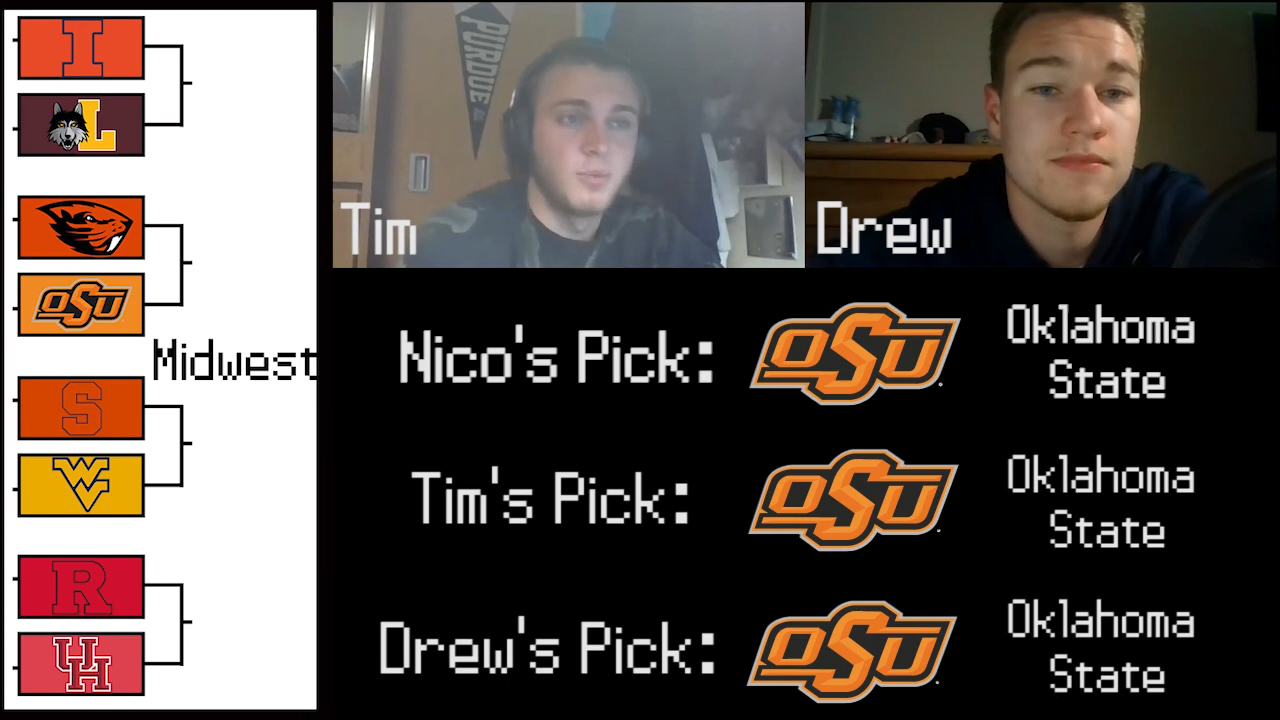 I
L
OSU
S
WV
R
UH
Midwest
PURDUE
Tim
Drew
Nico's Pick:
OSU
Oklahoma
State
Tim's Pick:
OSU
Oklahoma
State
Drew's Pick:
OSU
Oklahoma
State